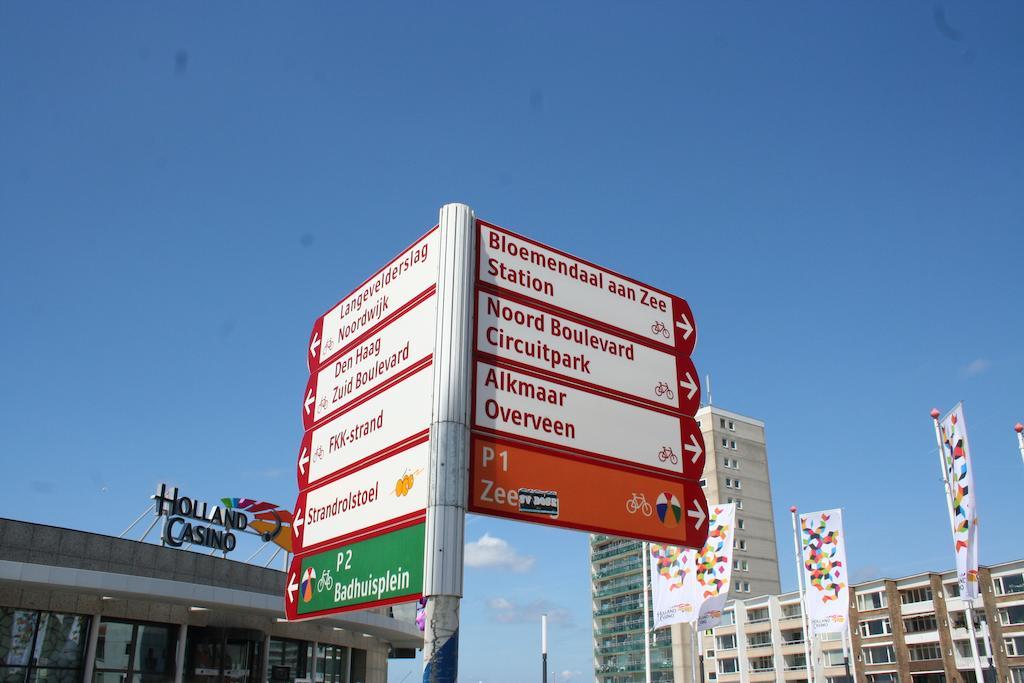 Langevelderslag
Noordwijk
Den Haag
Zuid Boulevard
FKK-strand
Strandrolstoel
P2
Badhuisplein
Bloemendaal aan Zee
Station
Noord Boulevard
Circuitpark
Alkmaar
Overveen
P1
Zee
HOLLAND
CASINO